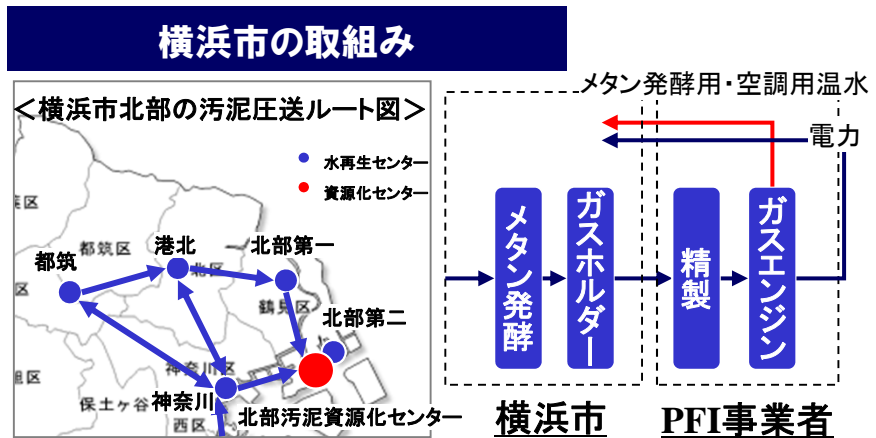 横浜市の取組み
＜横浜市北部の汚泥圧送ルート図＞
水再生センター
資源化センター
都筑区
港北
北部第一
都筑
北区
鶴見区
北部第二
神奈川区
旭区
保土ヶ谷
神奈川
北部汚泥資源化センター
西区
メタン発酵用・空調用温水
電力
メタン発酵
ガスホルダー
精製
ガスエンジン
横浜市
PFI事業者